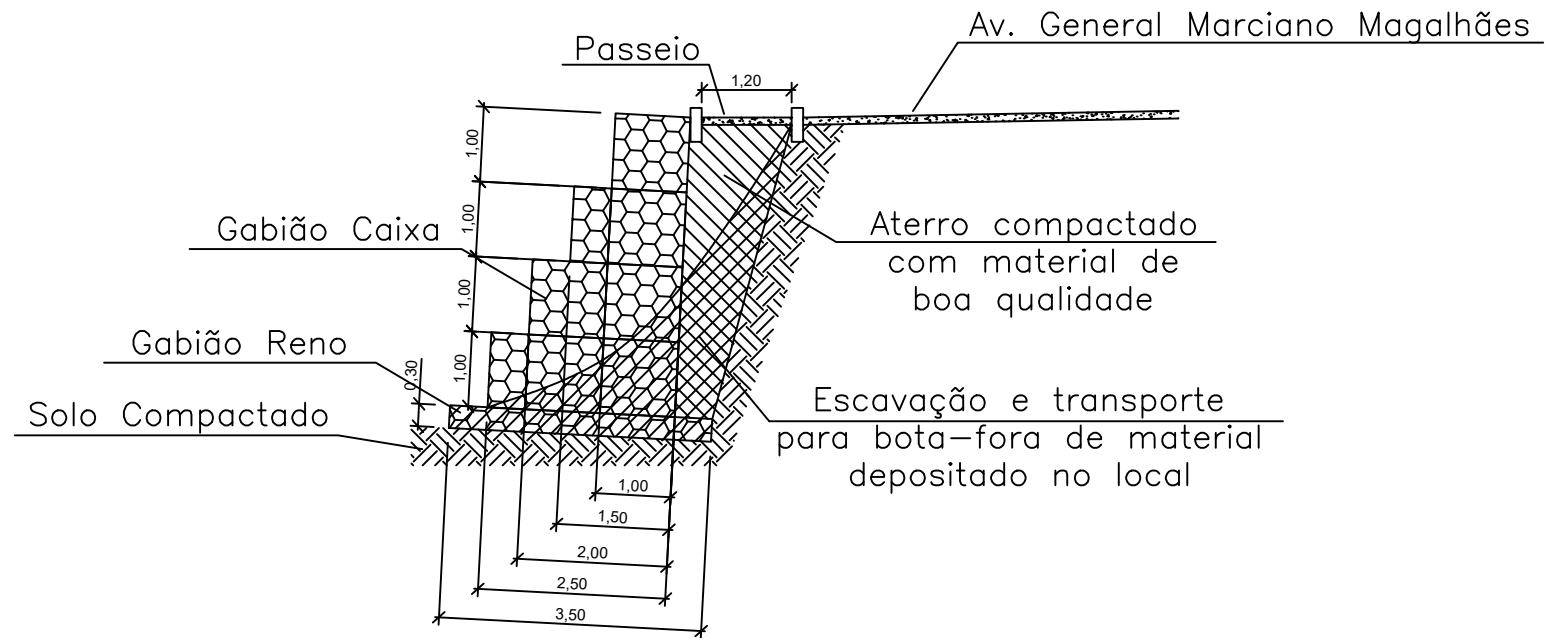 Av. General Marciano Magalhães
Passeio
1,20
1,00
1,00
1,00
1,00
0,30
Gabião Caixa
Gabião Reno
Solo Compactado
Aterro compactado
com material de
boa qualidade
Escavação e transporte
para bota-fora de material
depositado no local
1,00
1,50
2,00
2,50
3,50